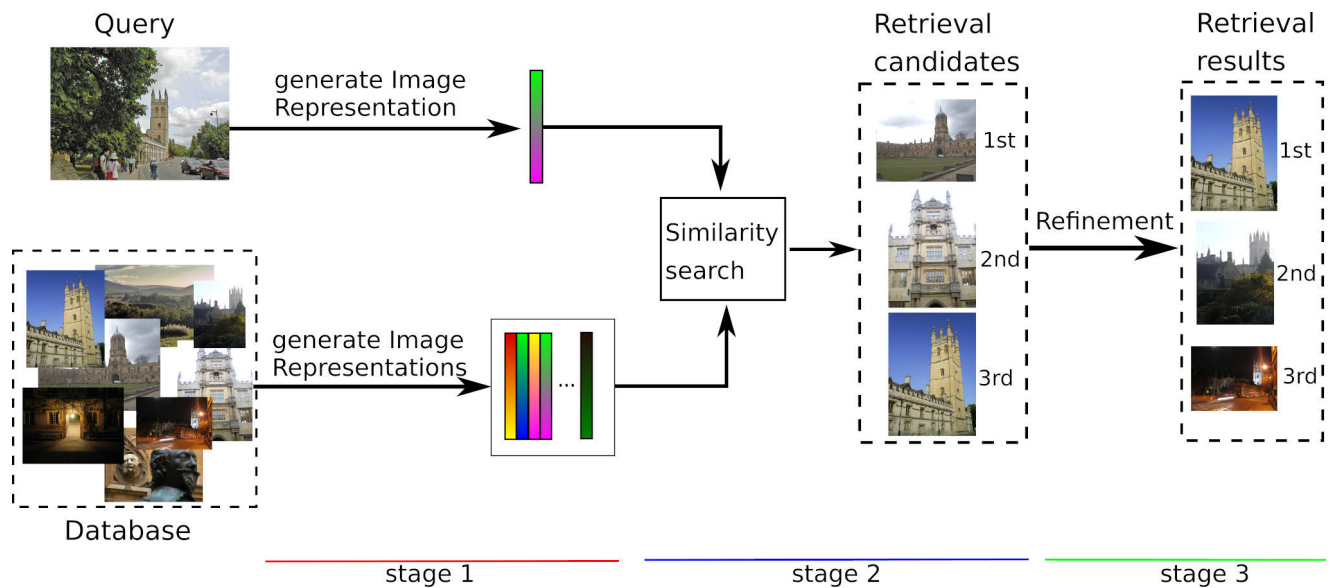 Query
generate Image
Representation
Retrieval
candidates
Retrieval
results
1st
1st
Similarity
search
2nd
Refinement
2nd
generate Image
Representations
...
3rd
3rd
Database
stage 1
stage 2
stage 3